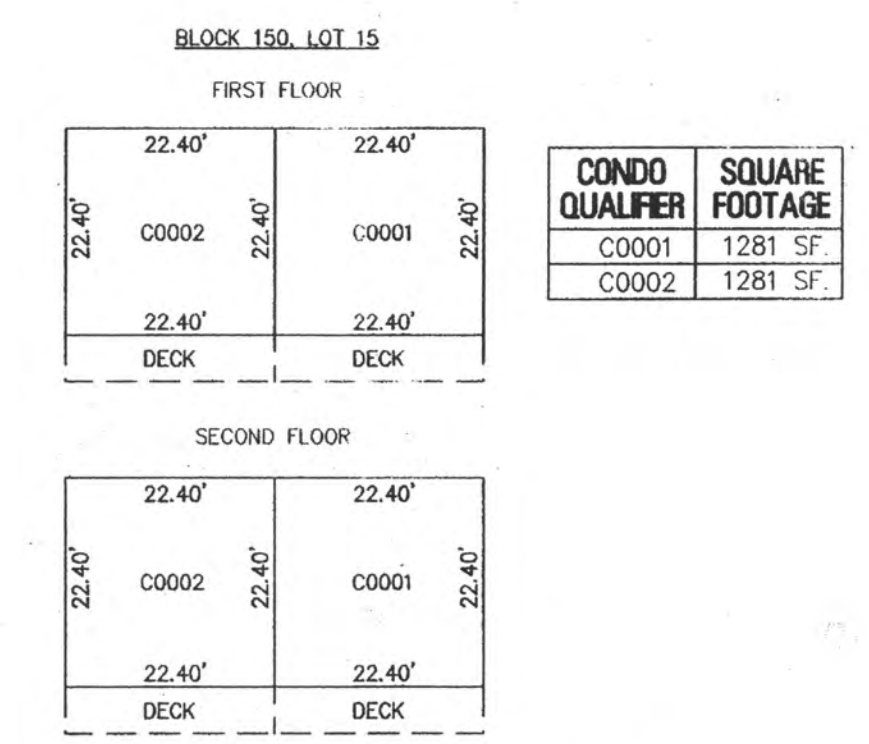 BLOCK 150, LOT 15
FIRST FLOOR
22.40' 22.40'
22.40' C0002 22.40' C0001 22.40'
22.40' 22.40'
DECK DECK
CONDO QUALIFIER SQUARE FOOTAGE
C0001 1281 SF.
C0002 1281 SF.
SECOND FLOOR
22.40' 22.40'
22.40' C0002 22.40' C0001 22.40'
22.40' 22.40'
DECK DECK